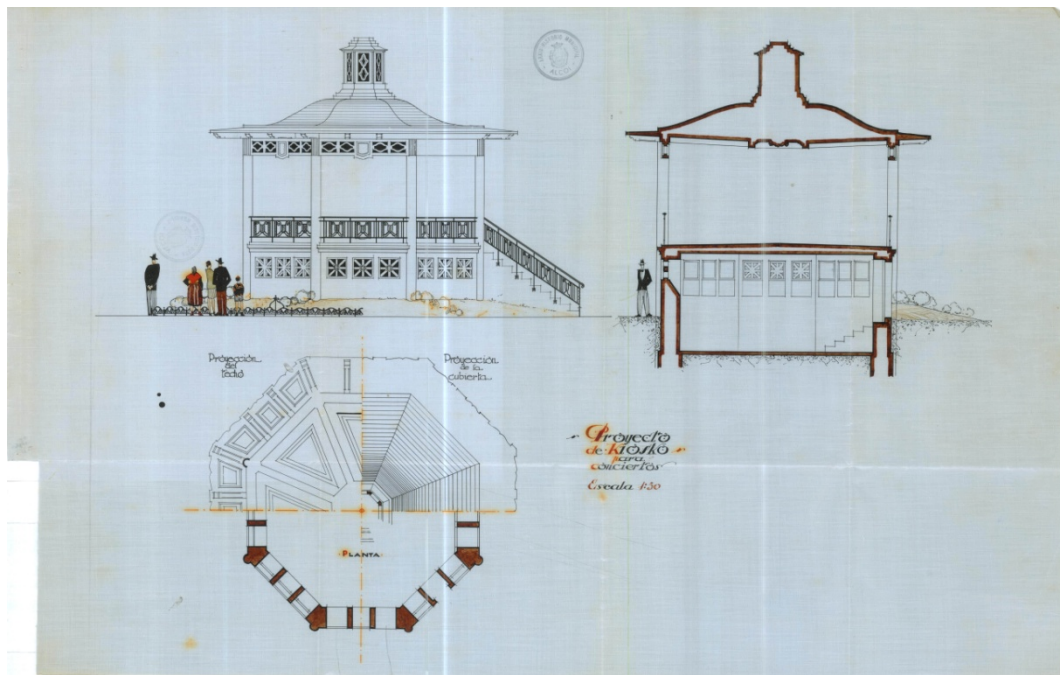 Proyección
del
techo
Proyección
de la
cubierta
Proyecto
de Kiosko
para
conciertos
Escala 1:50
PLANTA